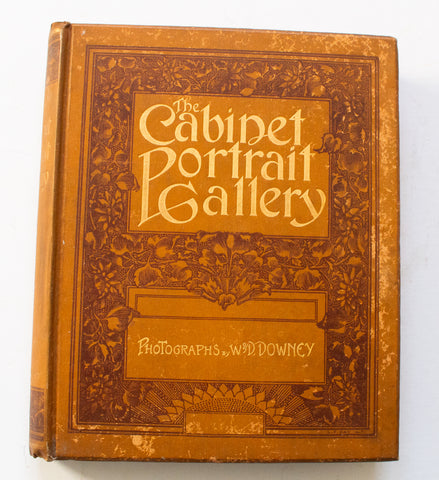 The
Cabinet
Portrait
Gallery
PHOTOGRAPHS by W & D. DOWNEY